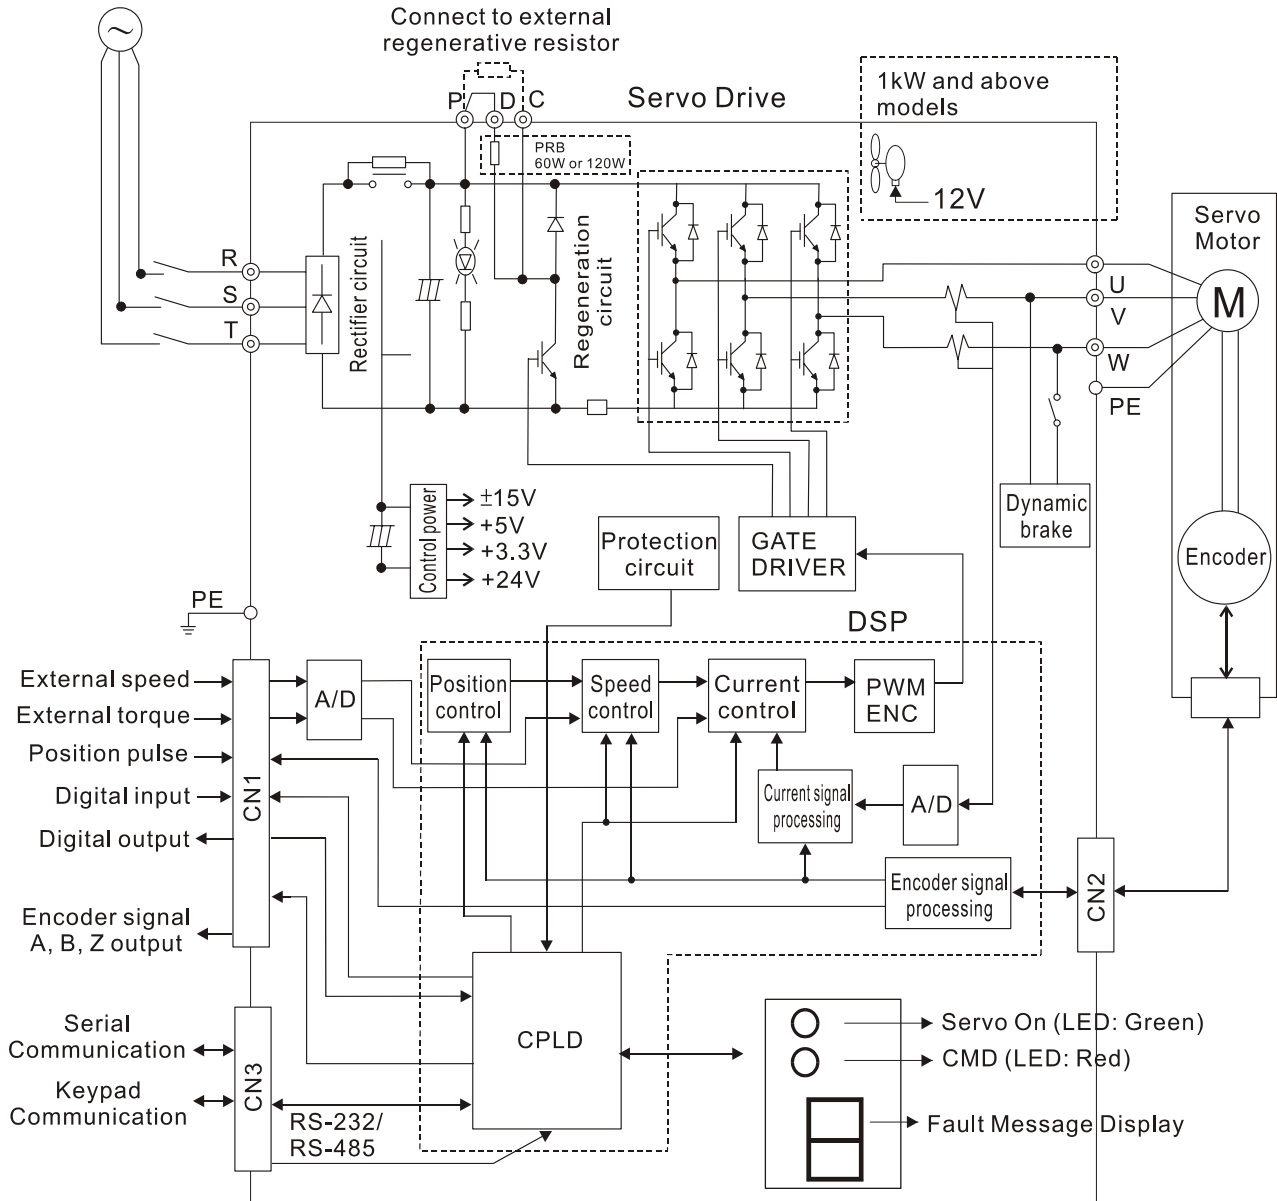 Connect to external
regenerative resistor
P D C
Servo Drive
1kW and above
models
12V
PRB
60W or 120W
R
S
T
Rectifier circuit
Regeneration
circuit
U
V
W
PE
Servo
Motor
M
Encoder
Dynamic
brake
Control power
±15V
+5V
+3.3V
+24V
Protection
circuit
GATE
DRIVER
PE
DSP
External speed
External torque
Position pulse
Digital input
Digital output
Encoder signal
A, B, Z output
CN1
A/D
Position
control
Speed
control
Current
control
PWM
ENC
Current signal
processing
A/D
Encoder signal
processing
CN2
CPLD
Serial
Communication
Keypad
Communication
CN3
RS-232/
RS-485
Servo On (LED: Green)
CMD (LED: Red)
Fault Message Display